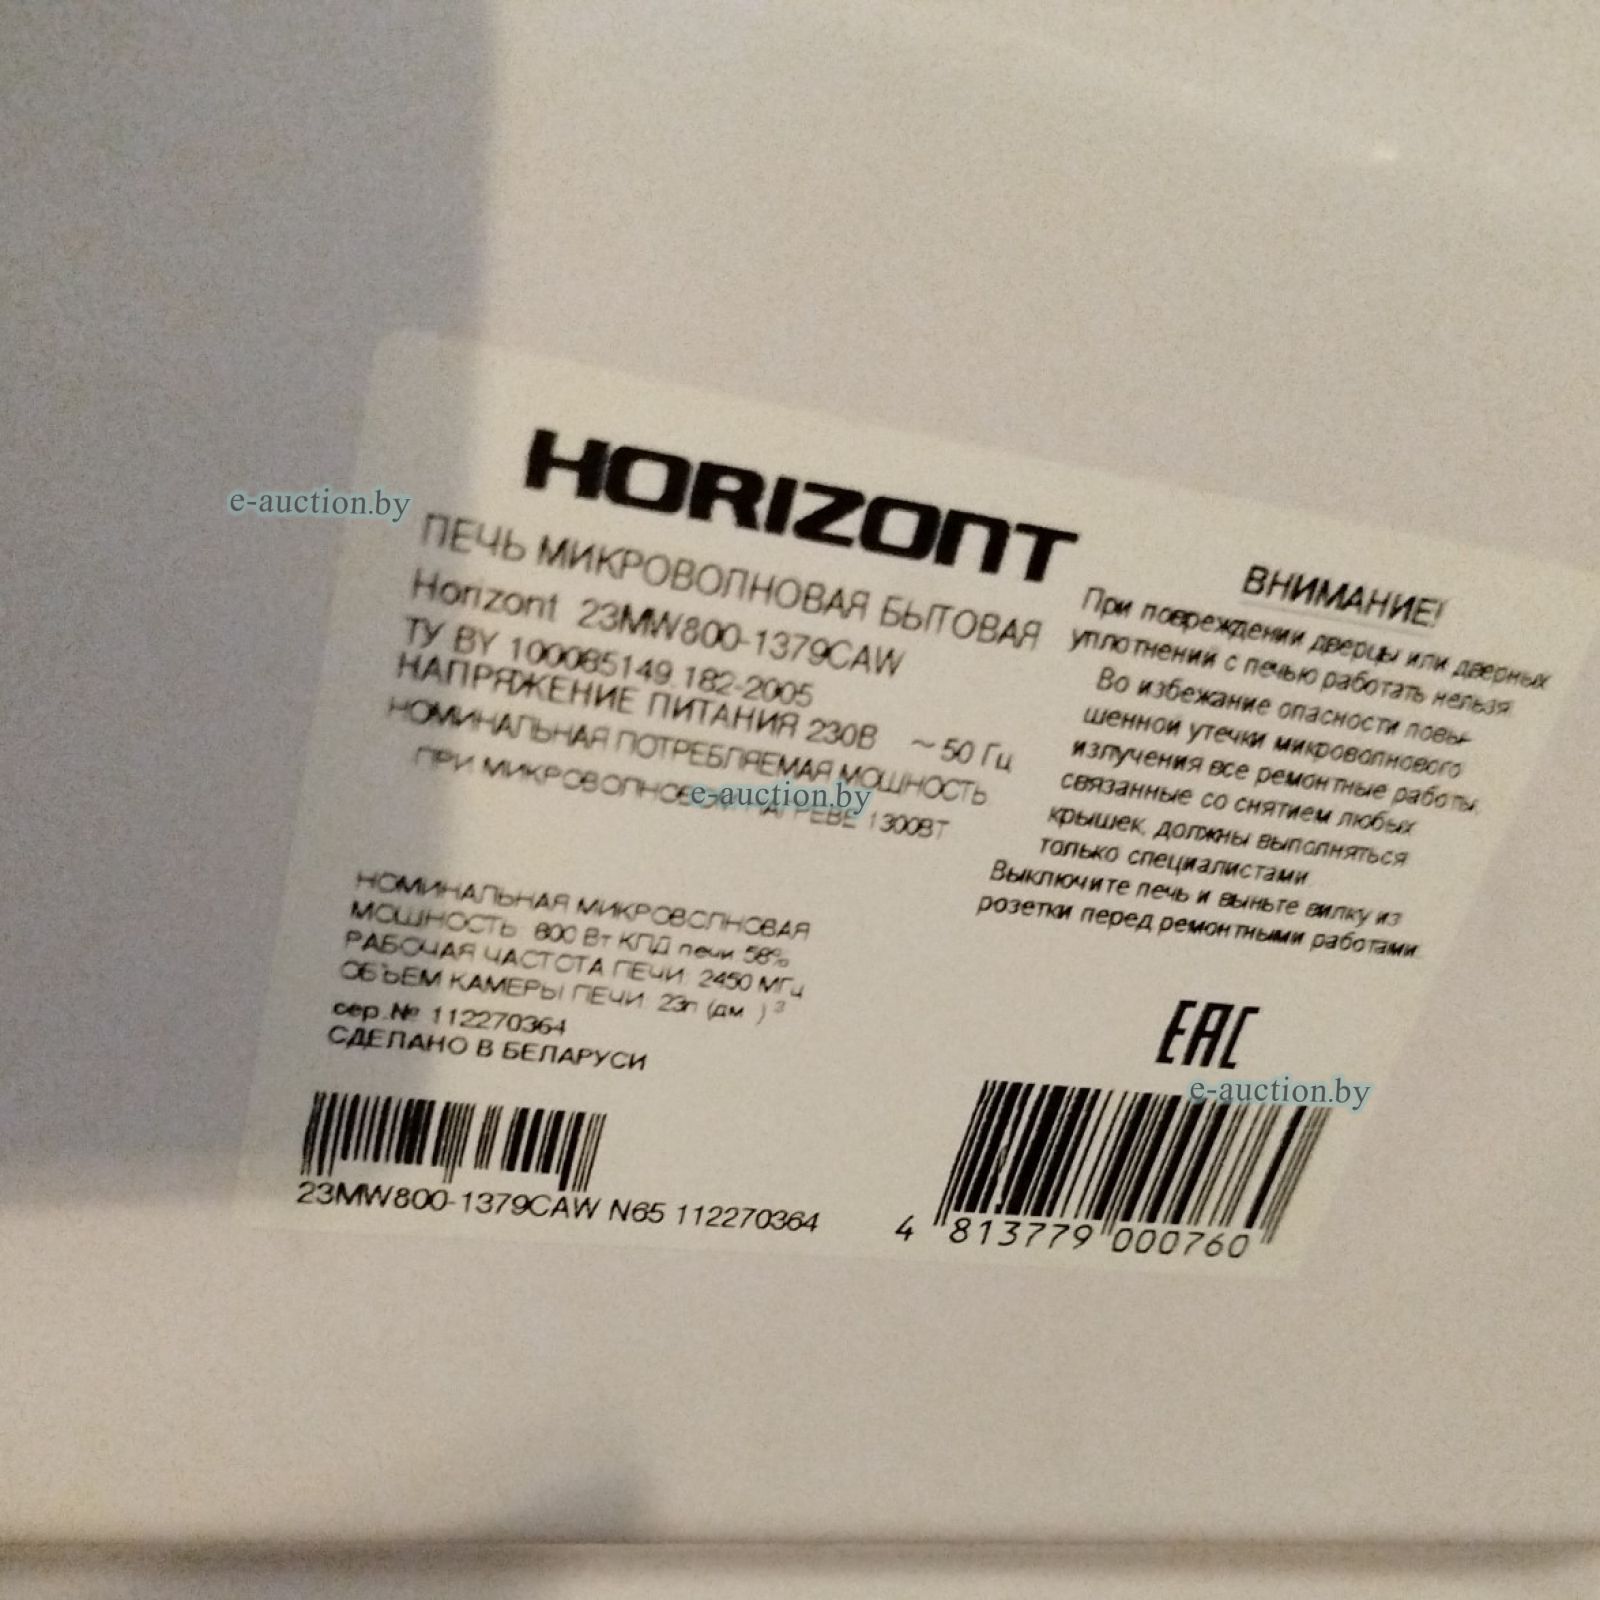 HORIZONT
ПЕЧЬ МИКРОВОЛНОВАЯ БЫТОВАЯ
Horizont 23MW800-1379CAW
ТУ BY 100085149.182-2005
НАПРЯЖЕНИЕ ПИТАНИЯ 230В ~ 50 Гц
НОМИНАЛЬНАЯ ПОТРЕБЛЯЕМАЯ МОЩНОСТЬ
ПРИ МИКРОВОЛНОВОМ НАГРЕВЕ 1300ВТ
НОМИНАЛЬНАЯ МИКРОВОЛНОВАЯ
МОЩНОСТЬ: 800 Вт КПД печи 58%
РАБОЧАЯ ЧАСТОТА ПЕЧИ: 2450 МГц
ОБЪЕМ КАМЕРЫ ПЕЧИ: 23л (дм )³
сер.№ 112270364
СДЕЛАНО В БЕЛАРУСИ
23MW800-1379CAW N65 112270364
ВНИМАНИЕ!
При повреждении дверцы или дверных
уплотнений с печью работать нельзя.
Во избежание опасности повы-
шенной утечки микроволнового
излучения все ремонтные работы,
связанные со снятием любых
крышек, должны выполняться
только специалистами.
Выключите печь и выньте вилку из
розетки перед ремонтными работами.
EAC
4 813779 000760
e-auction.by
e-auction.by
e-auction.by